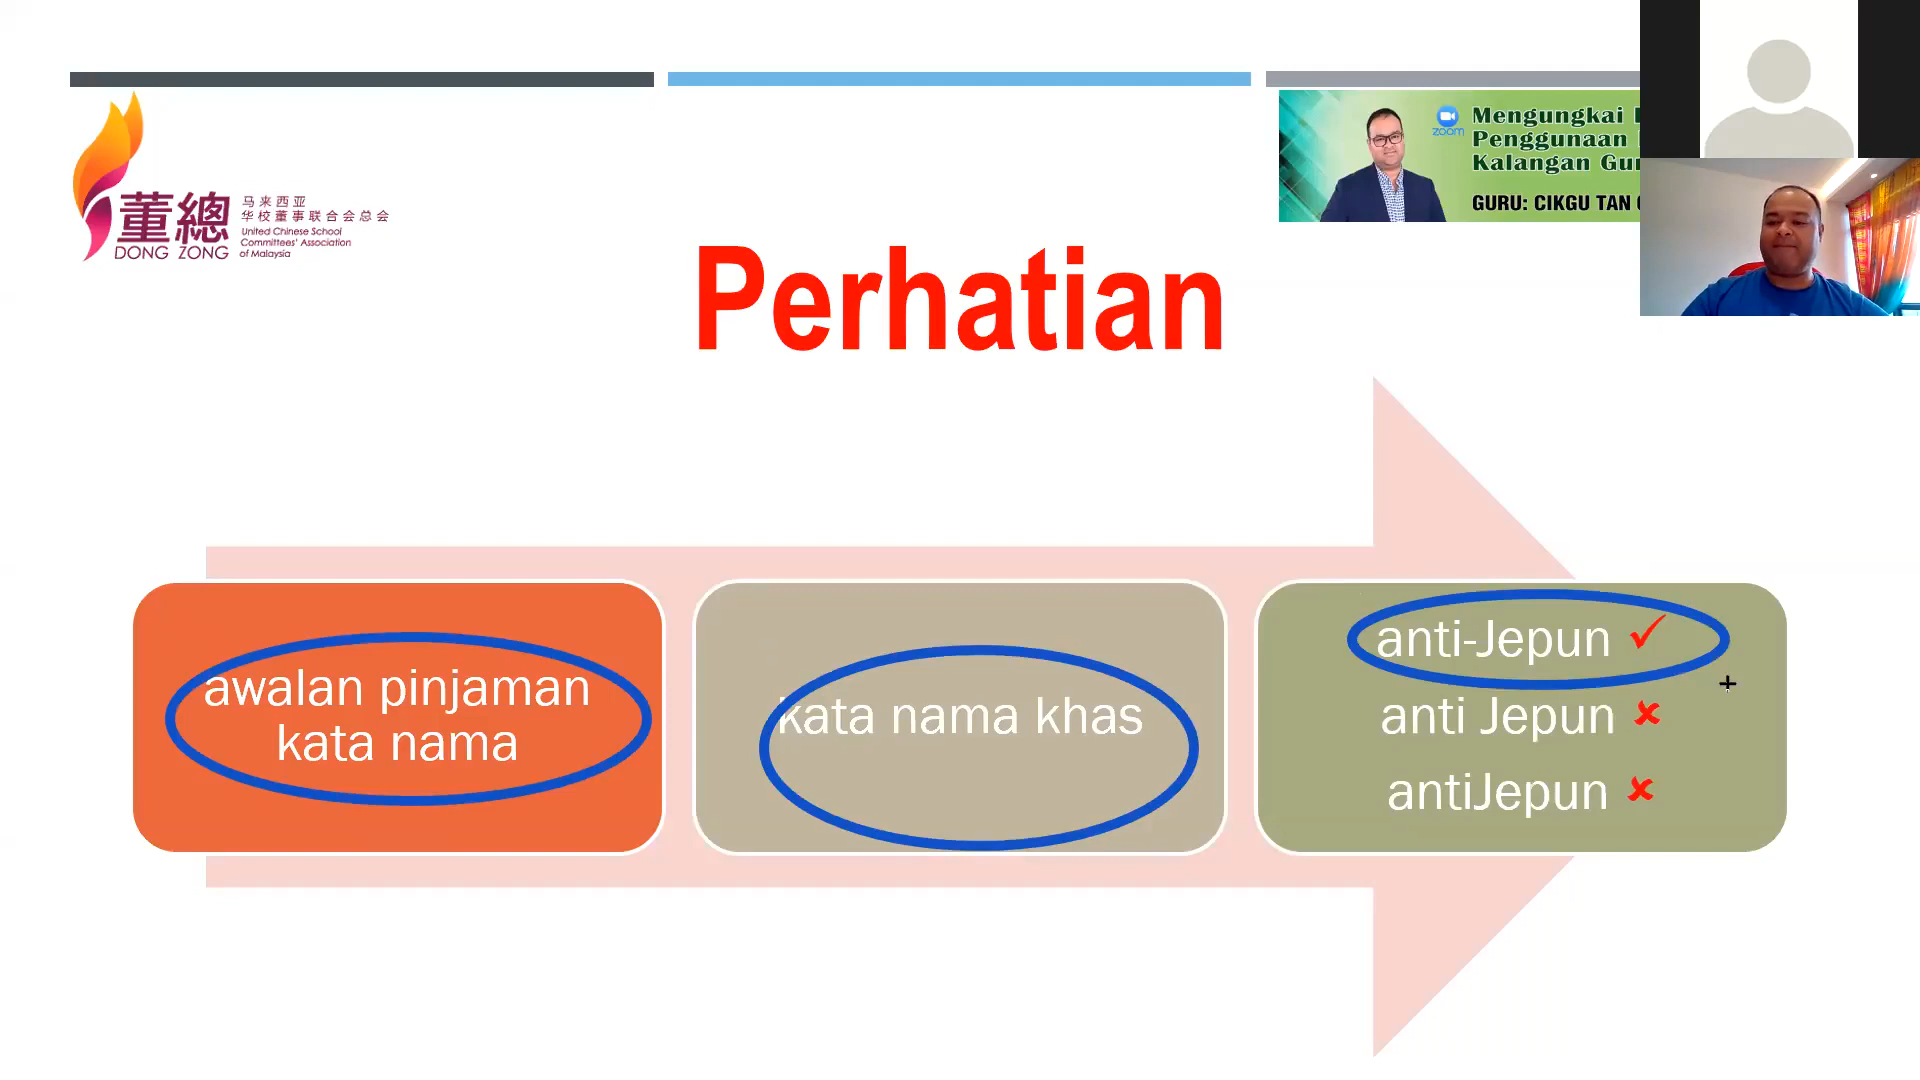 董總
DONG ZONG
马来西亚
华校董事联合会总会
United Chinese School
Committees' Association
of Malaysia
zoom
Mengungkai
Penggunaan
Kalangan
GURU: CIKGU TAN
Perhatian
awalan pinjaman
kata nama
kata nama khas
anti-Jepun ✓
anti Jepun ✘
antiJepun ✘